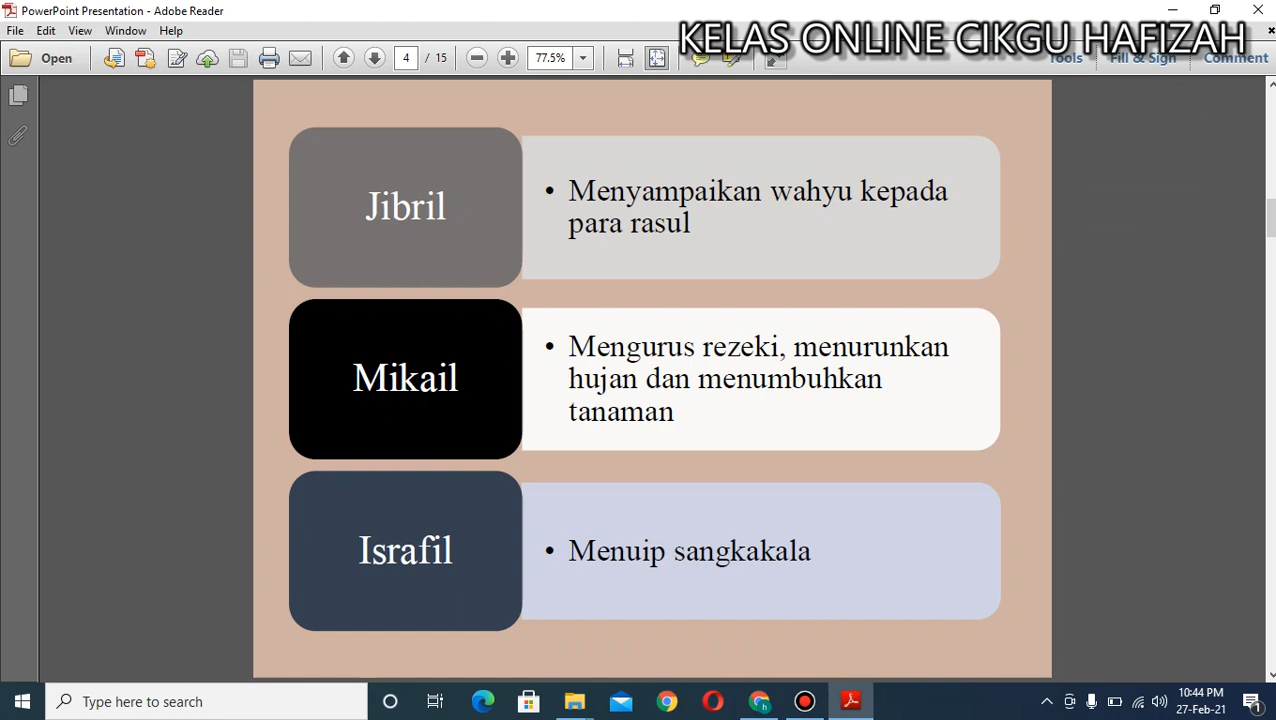 PowerPoint Presentation - Adobe Reader
File Edit View Window Help
KELAS ONLINE CIKGU HAFIZAH
Open 4 / 15 77.5% Tools Fill & Sign Comment
Jibril
• Menyampaikan wahyu kepada
para rasul
Mikail
• Mengurus rezeki, menurunkan
hujan dan menumbuhkan
tanaman
Israfil
• Menuip sangkakala
Type here to search
10:44 PM
27-Feb-21
1